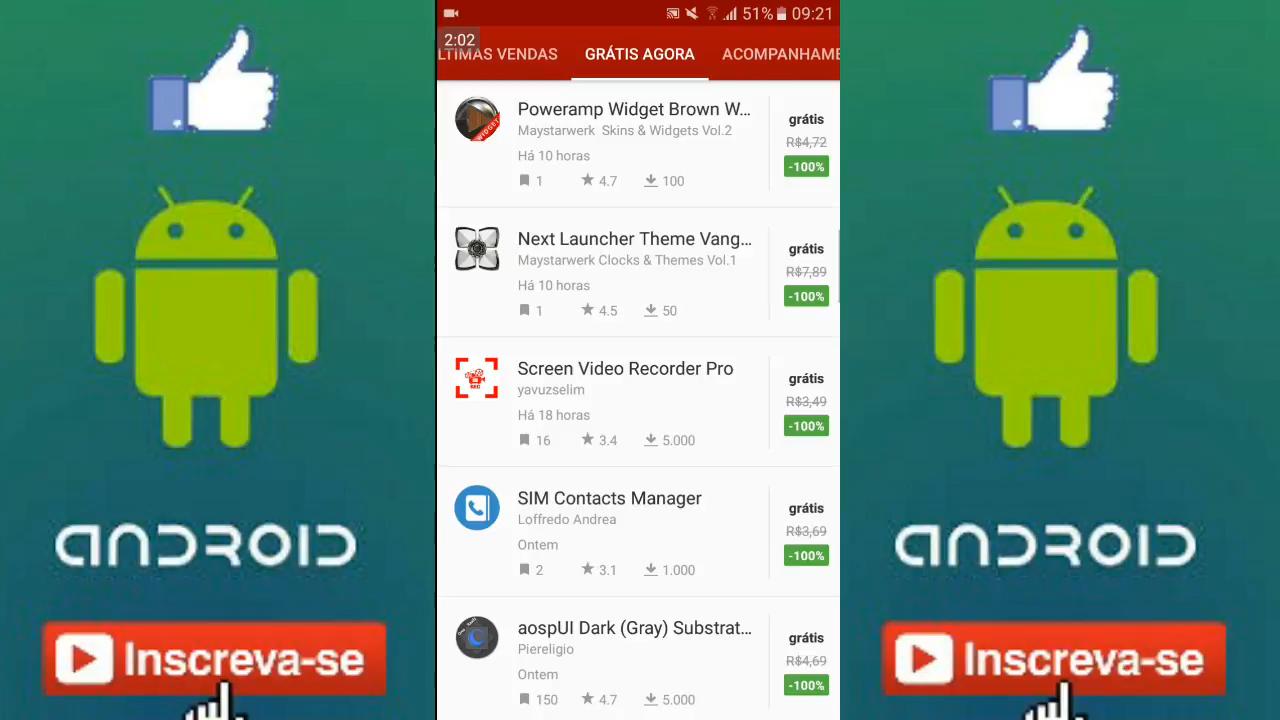 51% 09:21
2:02
LTIMAS VENDAS GRÁTIS AGORA ACOMPANHAME
Poweramp Widget Brown W...
Maystarwerk Skins & Widgets Vol.2
Há 10 horas
1 4.7 100
grátis
R$4,72
-100%
WIDGET
Next Launcher Theme Vang...
Maystarwerk Clocks & Themes Vol.1
Há 10 horas
1 4.5 50
grátis
R$7,89
-100%
Screen Video Recorder Pro
yavuzselim
Há 18 horas
16 3.4 5.000
grátis
R$3,49
-100%
REC
SIM Contacts Manager
Loffredo Andrea
Ontem
2 3.1 1.000
grátis
R$3,69
-100%
aospUI Dark (Gray) Substrat...
Piereligio
Ontem
150 4.7 5.000
grátis
R$4,69
-100%
ANDROID
Inscreva-se
ANDROID
Inscreva-se